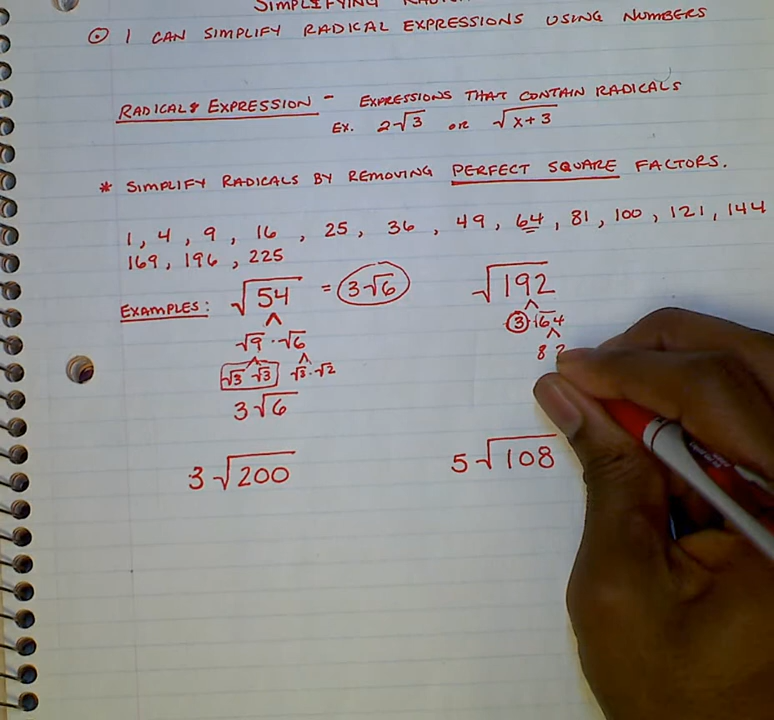 SIMPLIFYING
⊙ I CAN SIMPLIFY RADICAL EXPRESSIONS USING NUMBERS
RADICAL EXPRESSION - EXPRESSIONS THAT CONTAIN RADICALS
EX. 2√3 OR √x+3
* SIMPLIFY RADICALS BY REMOVING PERFECT SQUARE FACTORS.
1, 4, 9, 16, 25, 36, 49, 64, 81, 100, 121, 144
169, 196, 225
EXAMPLES: √54 = 3√6 √192
√9 · √6 3 · 64
√3 √3 √3 · √2 8
3√6
3√200 5√108